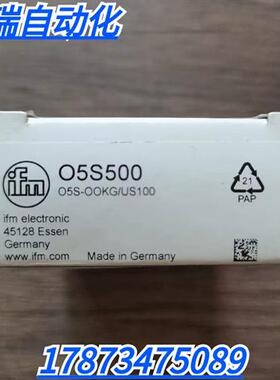 瑞自动化
ifm
O5S500
O5S-OOKG/US100
21
PAP
ifm electronic
45128 Essen
Germany
www.ifm.com
Made in Germany
17873475089